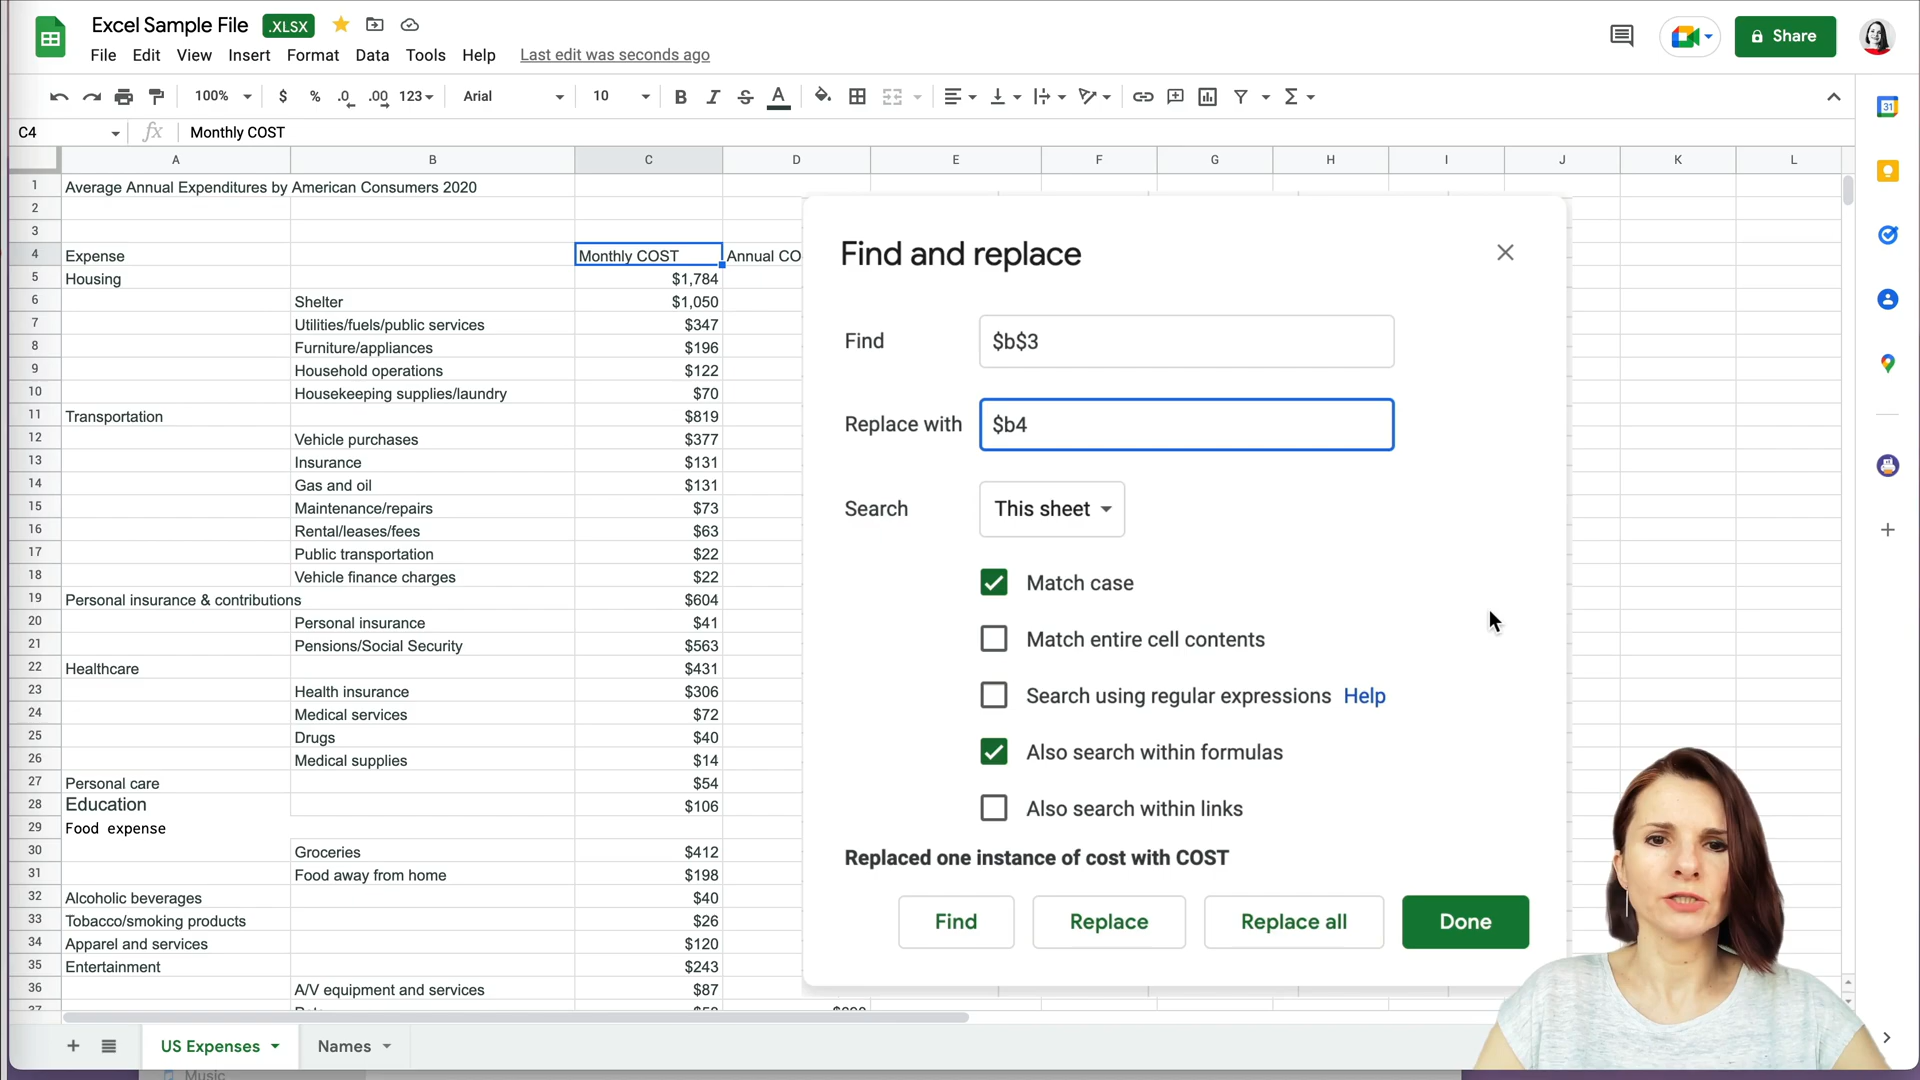 Excel Sample File .XLSX
Share
File Edit View Insert Format Data Tools Help Last edit was seconds ago
100% $ % .0 .00 123 Arial 10 B I S A Σ
31
C4 fx Monthly COST
A B C D E F G H I J K L
1 Average Annual Expenditures by American Consumers 2020
2
3
4 Expense Monthly COST Annual CO
5 Housing $1,784
6 Shelter $1,050
7 Utilities/fuels/public services $347
8 Furniture/appliances $196
9 Household operations $122
10 Housekeeping supplies/laundry $70
11 Transportation $819
12 Vehicle purchases $377
13 Insurance $131
14 Gas and oil $131
15 Maintenance/repairs $73
16 Rental/leases/fees $63
17 Public transportation $22
18 Vehicle finance charges $22
19 Personal insurance & contributions $604
20 Personal insurance $41
21 Pensions/Social Security $563
22 Healthcare $431
23 Health insurance $306
24 Medical services $72
25 Drugs $40
26 Medical supplies $14
27 Personal care $54
28 Education $106
29 Food expense
30 Groceries $412
31 Food away from home $198
32 Alcoholic beverages $40
33 Tobacco/smoking products $26
34 Apparel and services $120
35 Entertainment $243
36 A/V equipment and services $87
37
Find and replace
Find $b$3
Replace with $b4
Search This sheet
Match case
Match entire cell contents
Search using regular expressions Help
Also search within formulas
Also search within links
Replaced one instance of cost with COST
Find Replace Replace all Done
US Expenses Names
Music